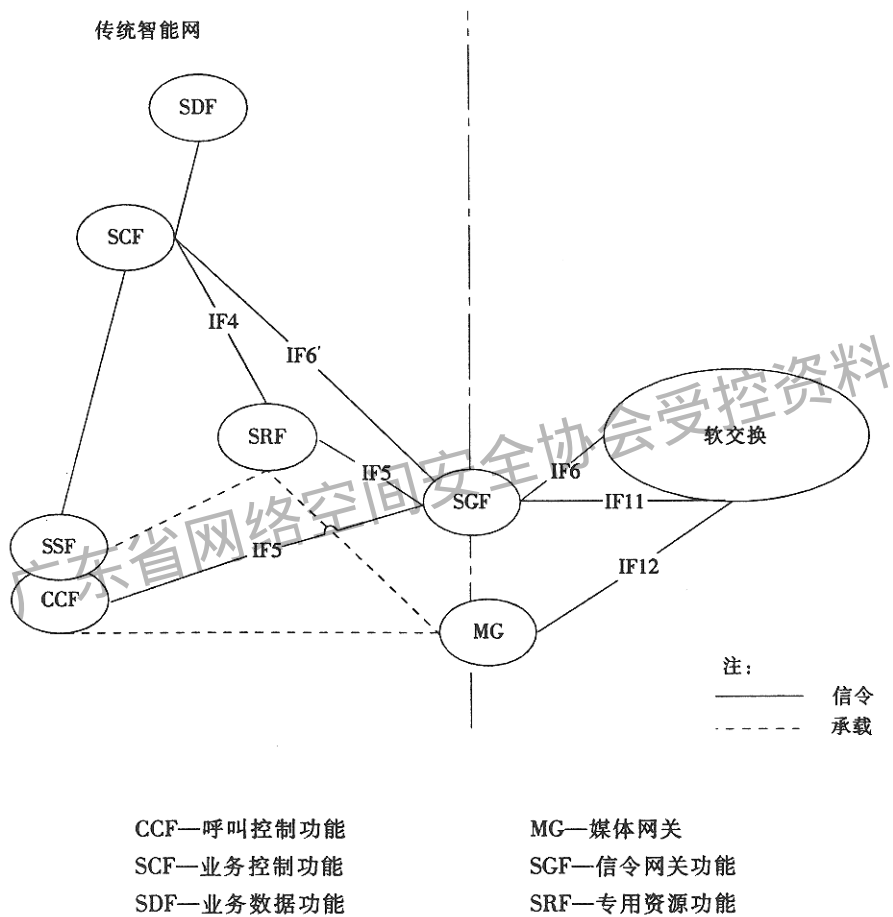 传统智能网
SDF
SCF
IF4
IF6′
SRF
软交换
IF5
IF6
SGF
IF11
SSF
IF5
IF12
CCF
MG
注：
信令
承载
CCF—呼叫控制功能
MG—媒体网关
SCF—业务控制功能
SGF—信令网关功能
SDF—业务数据功能
SRF—专用资源功能
广东省网络空间安全协会受控资料